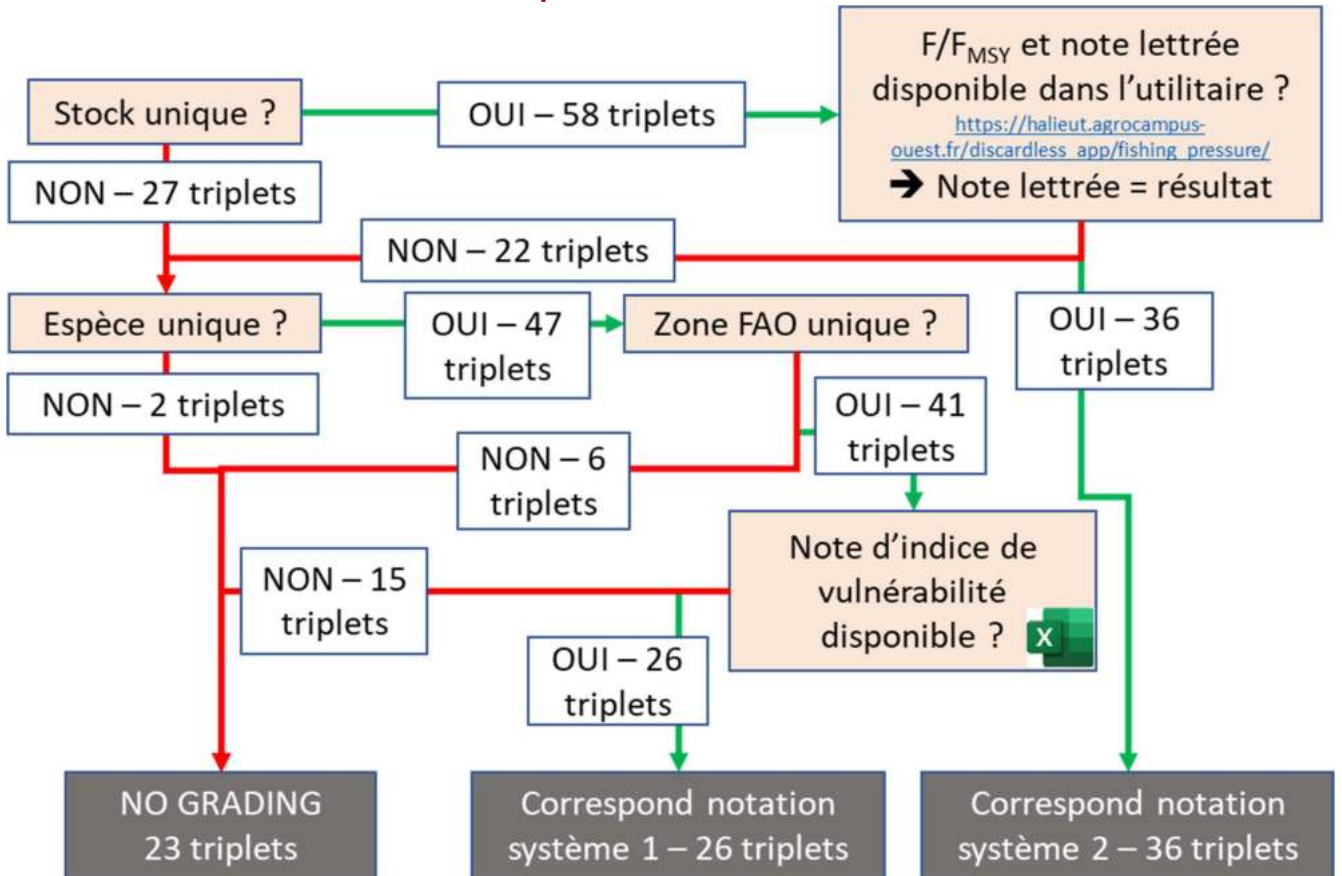 F/FMSY et note lettrée
disponible dans l'utilitaire ?
https://halieut.agrocampus-
ouest.fr/discardless_app/fishing_pressure/
➔ Note lettrée = résultat
Stock unique ?
OUI – 58 triplets
NON – 27 triplets
NON – 22 triplets
Espèce unique ?
OUI – 47
triplets
Zone FAO unique ?
OUI – 36
triplets
NON – 2 triplets
OUI – 41
triplets
NON – 6
triplets
Note d'indice de
vulnérabilité
disponible ?
X
NON – 15
triplets
OUI – 26
triplets
NO GRADING
23 triplets
Correspond notation
système 1 – 26 triplets
Correspond notation
système 2 – 36 triplets